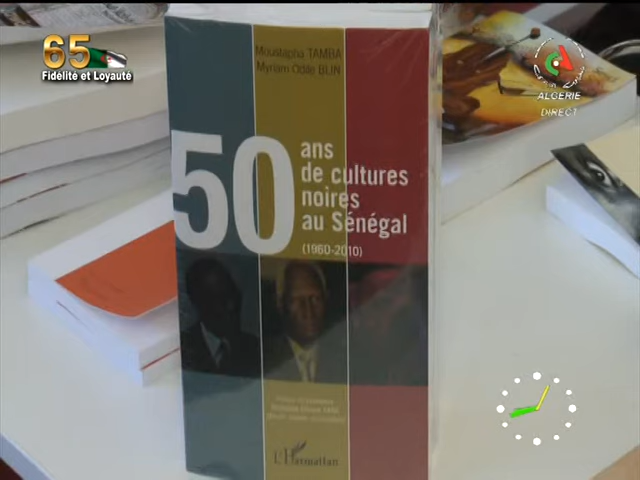 65
Fidélité et Loyauté
ALGERIE
DIRECT
Moustapha TAMBA
Myriam Odile BLIN
50
ans
de cultures
noires
au Sénégal
(1960-2010)
L'Harmattan